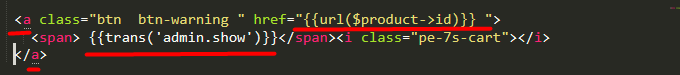 <a class="btn  btn-warning " href="{{url($product->id)}} ">
<span> {{trans('admin.show')}}</span><i class="pe-7s-cart"></i>
</a>